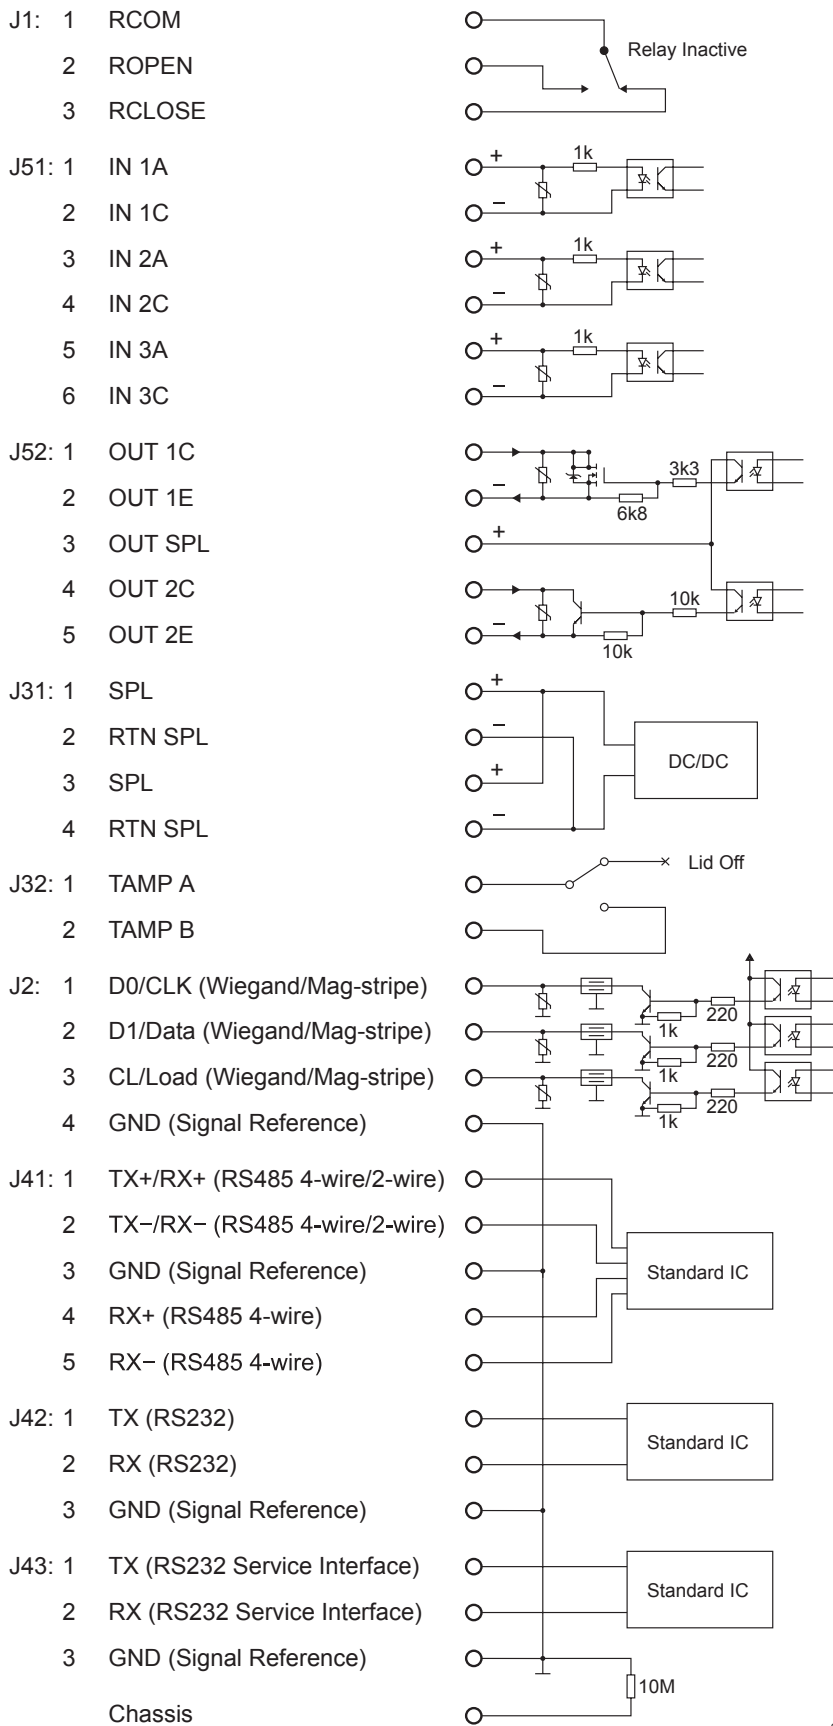 J1: 1 RCOM
Relay Inactive
2 ROPEN
3 RCLOSE
J51: 1 IN 1A + 1k
2 IN 1C −
3 IN 2A + 1k
4 IN 2C −
5 IN 3A + 1k
6 IN 3C −
J52: 1 OUT 1C
3k3
2 OUT 1E −
6k8
3 OUT SPL +
4 OUT 2C
10k
5 OUT 2E −
10k
J31: 1 SPL +
2 RTN SPL −
DC/DC
3 SPL +
4 RTN SPL −
Lid Off
J32: 1 TAMP A
2 TAMP B
J2: 1 D0/CLK (Wiegand/Mag-stripe)
1k 220
2 D1/Data (Wiegand/Mag-stripe)
1k 220
3 CL/Load (Wiegand/Mag-stripe)
1k 220
4 GND (Signal Reference)
J41: 1 TX+/RX+ (RS485 4-wire/2-wire)
2 TX−/RX− (RS485 4-wire/2-wire)
3 GND (Signal Reference) Standard IC
4 RX+ (RS485 4-wire)
5 RX− (RS485 4-wire)
J42: 1 TX (RS232)
Standard IC
2 RX (RS232)
3 GND (Signal Reference)
J43: 1 TX (RS232 Service Interface)
Standard IC
2 RX (RS232 Service Interface)
3 GND (Signal Reference)
10M
Chassis